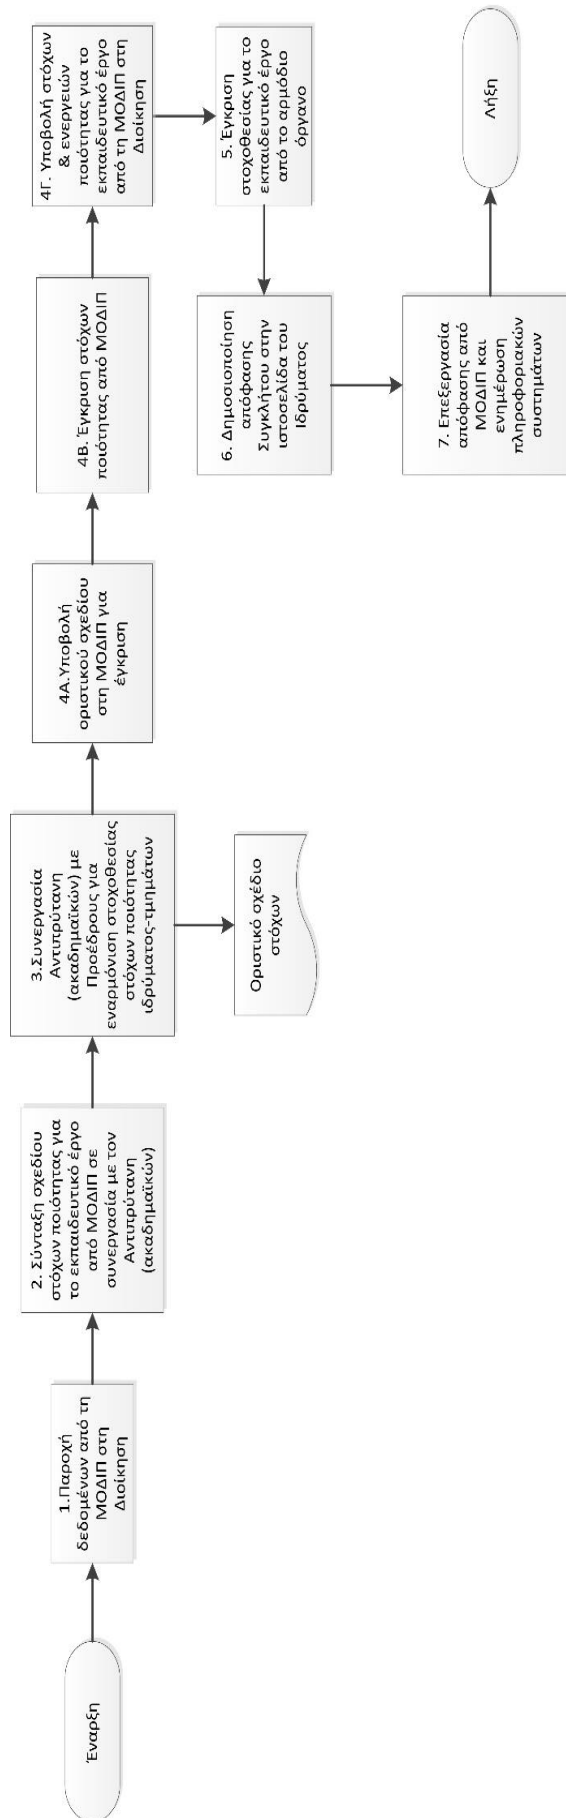 Έναρξη
1.Παροχή
δεδομένων από τη
ΜΟΔΙΠ στη
Διοίκηση
2. Σύνταξη σχεδίου
στόχων ποιότητας για
το εκπαιδευτικό έργο
από ΜΟΔΙΠ σε
συνεργασία με τον
Αντιπρύτανη
(ακαδημαϊκών)
3.Συνεργασία
Αντιπρύτανη
(ακαδημαϊκών) με
Προέδρους για
εναρμόνιση στοχοθεσίας
στόχων ποιότητας
ιδρύματος-τμημάτων
Οριστικό σχέδιο
στόχων
4Α.Υποβολή
οριστικού σχεδίου
στη ΜΟΔΙΠ για
έγκριση
4Β. Έγκριση στόχων
ποιότητας από ΜΟΔΙΠ
4Γ. Υποβολή στόχων
& ενεργειών
ποιότητας για το
εκπαιδευτικό έργο
από τη ΜΟΔΙΠ στη
Διοίκηση
5. Έγκριση
στοχοθεσίας για το
εκπαιδευτικό έργο
από το αρμόδιο
όργανο
6. Δημοσιοποίηση
απόφασης
Συγκλήτου στην
ιστοσελίδα του
Ιδρύματος
7. Επεξεργασία
απόφασης από
ΜΟΔΙΠ και
ενημέρωση
πληροφοριακών
συστημάτων
Λήξη